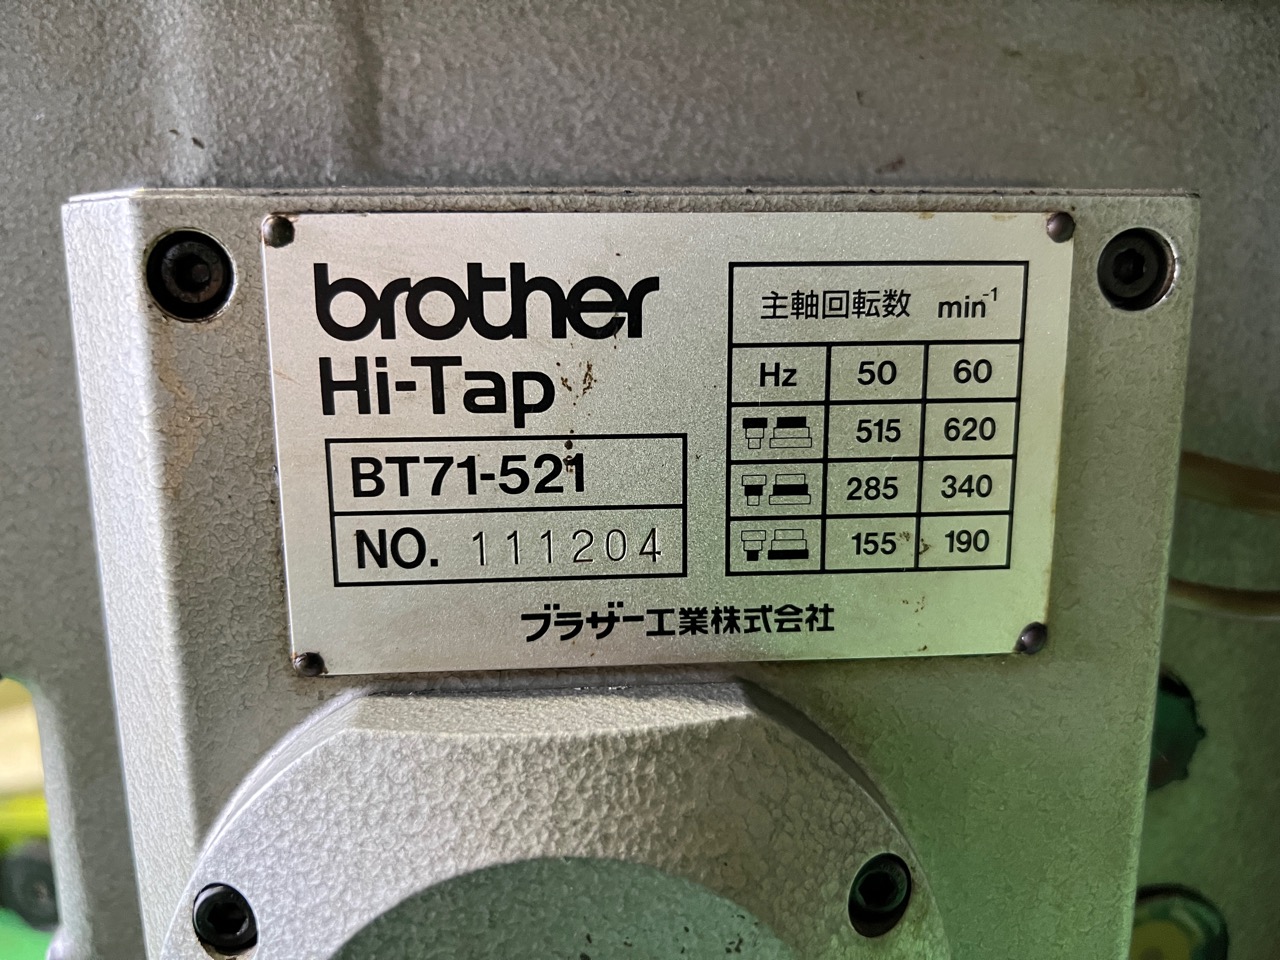 brother
Hi-Tap
BT71-521
NO. 111204
主軸回転数 min⁻¹
Hz 50 60
515 620
285 340
155 190
ブラザー工業株式会社